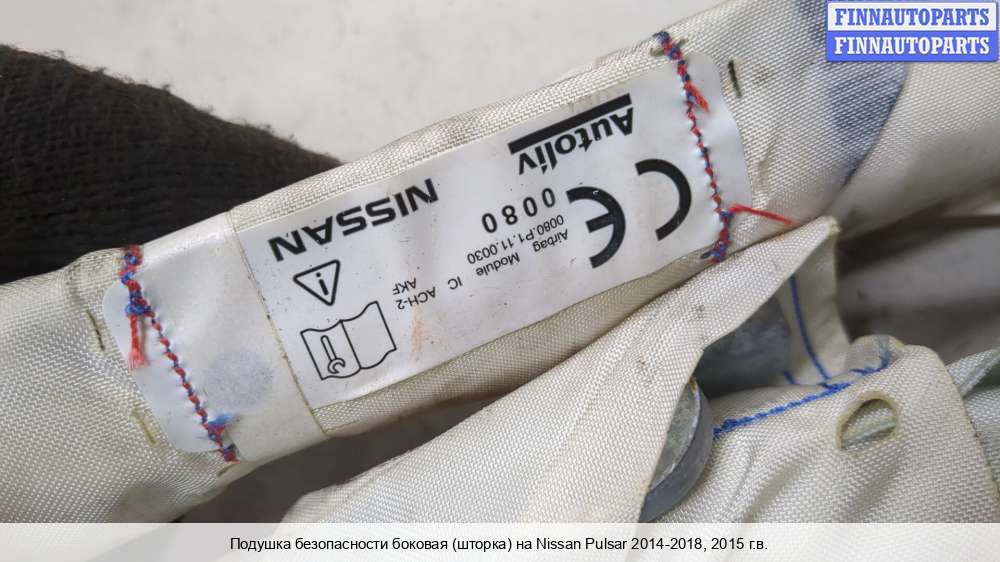 FINNAUTOPARTS
FINNAUTOPARTS
Autoliv
NISSAN
CE
0080
0080.P1.11.0030
Airbag Module IC ACH-2
AKF
i
Подушка безопасности боковая (шторка) на Nissan Pulsar 2014-2018, 2015 г.в.